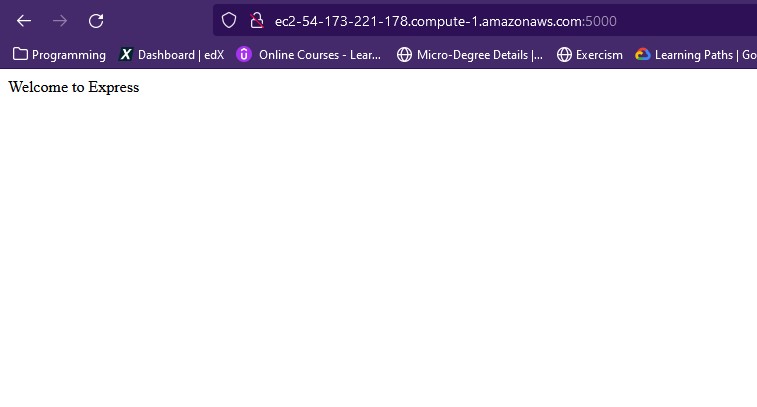 ec2-54-173-221-178.compute-1.amazonaws.com:5000
Programming X Dashboard | edX û Online Courses - Lear... Micro-Degree Details |... Exercism Learning Paths | Go
Welcome to Express